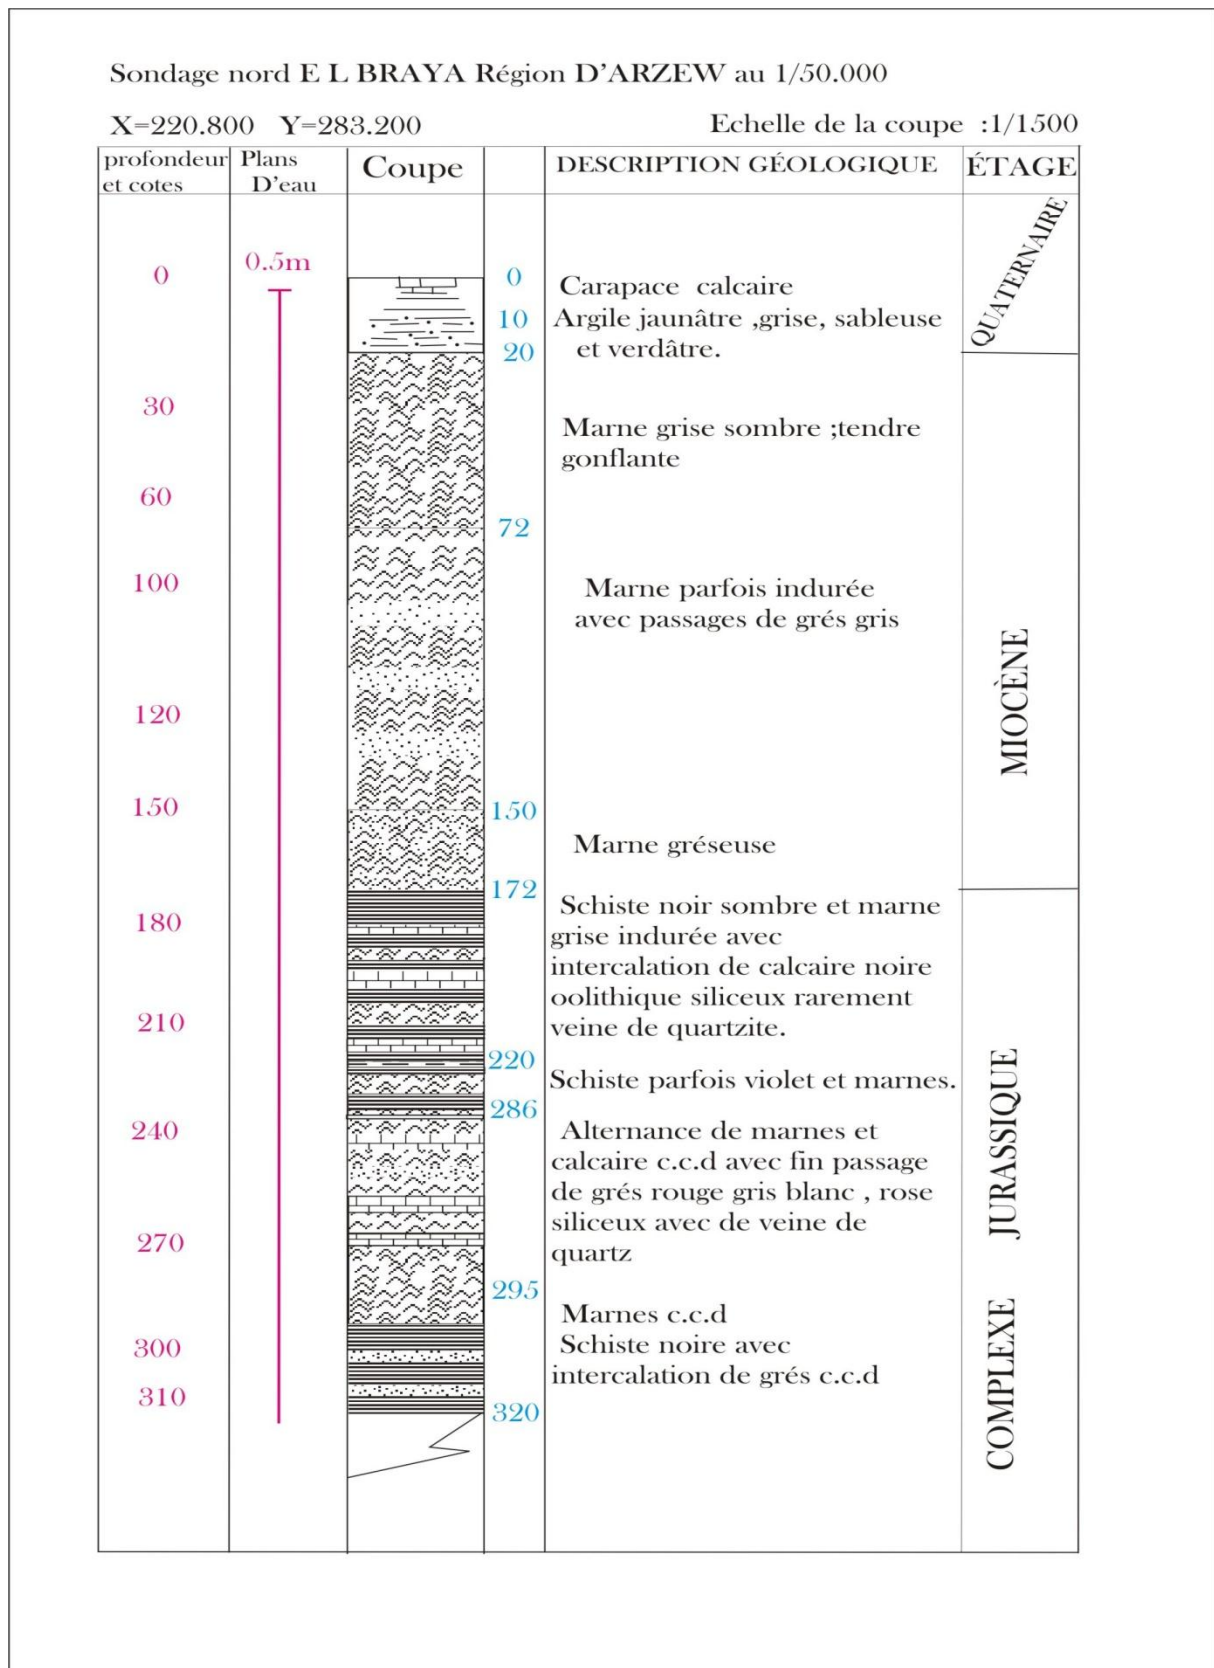 Sondage nord E L BRAYA Région D'ARZEW au 1/50.000
X=220.800 Y=283.200 Echelle de la coupe :1/1500
profondeur et cotes
Plans D'eau
Coupe
DESCRIPTION GÉOLOGIQUE
ÉTAGE
0
30
60
100
120
150
180
210
240
270
300
310
0.5m
0
10
20
72
150
172
220
286
295
320
Carapace calcaire
Argile jaunâtre ,grise, sableuse
et verdâtre.
Marne grise sombre ;tendre
gonflante
Marne parfois indurée
avec passages de grés gris
Marne gréseuse
Schiste noir sombre et marne
grise indurée avec
intercalation de calcaire noire
oolithique siliceux rarement
veine de quartzite.
Schiste parfois violet et marnes.
Alternance de marnes et
calcaire c.c.d avec fin passage
de grés rouge gris blanc , rose
siliceux avec de veine de
quartz
Marnes c.c.d
Schiste noire avec
intercalation de grés c.c.d
QUATERNAIRE
MIOCÈNE
COMPLEXE JURASSIQUE